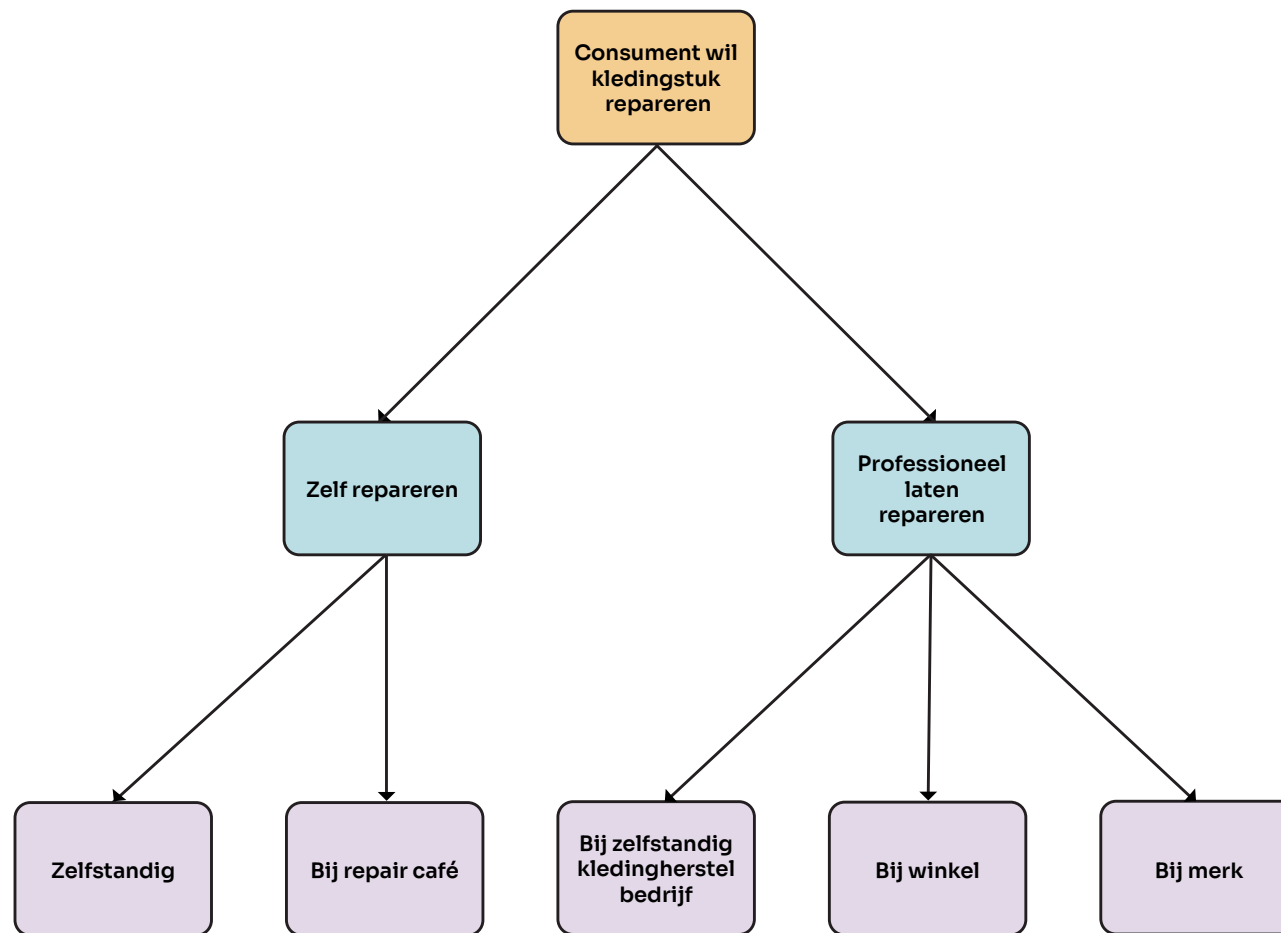 Consument wil
kledingstuk
repareren
Zelf repareren
Professioneel
laten
repareren
Zelfstandig
Bij repair café
Bij zelfstandig
kledingherstel
bedrijf
Bij winkel
Bij merk